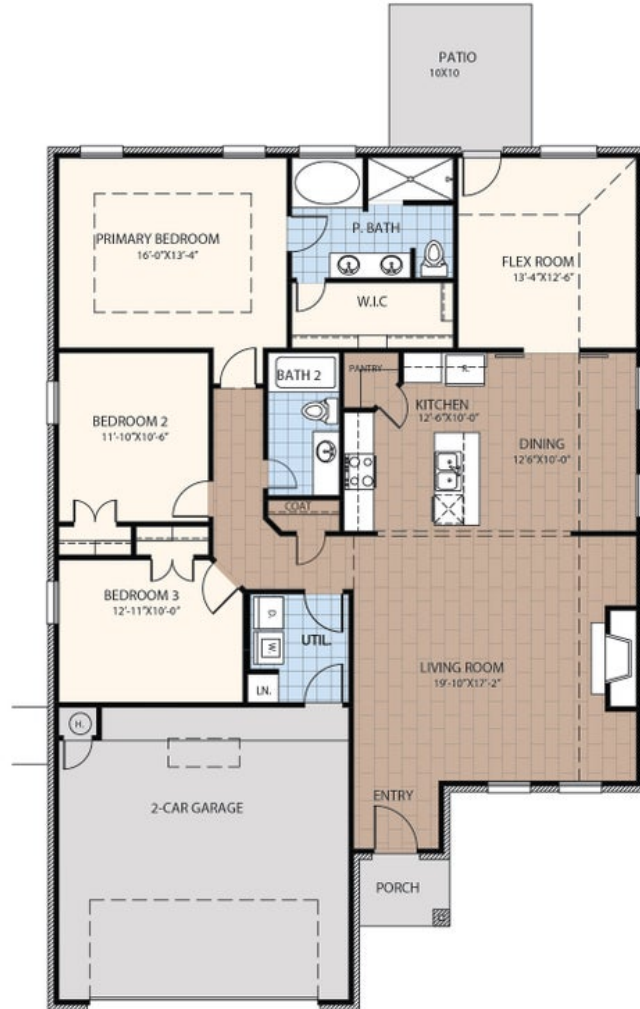 PATIO
10X10
PRIMARY BEDROOM
16'-0"X13'-4"
P. BATH
FLEX ROOM
13'-4"X12'-6"
W.I.C
BATH 2
PANTRY
R.
KITCHEN
12'-6"X10'-0"
BEDROOM 2
11'-10"X10'-6"
DINING
12'6"X10'-0"
COAT
BEDROOM 3
12'-11"X10'-0"
D.
W.
UTIL.
LN.
LIVING ROOM
19'-10"X17'-2"
H.
2-CAR GARAGE
ENTRY
PORCH